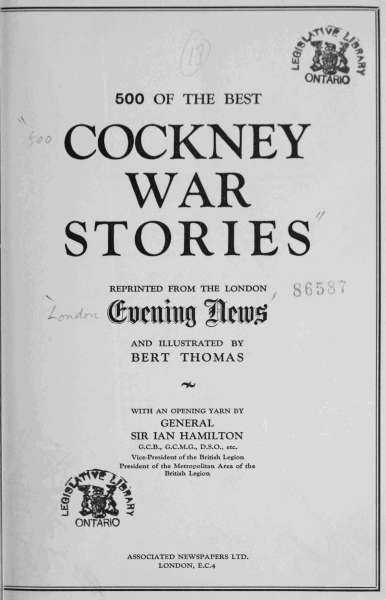 (17)
LEGISLATIVE LIBRARY
ONTARIO
500 OF THE BEST
"500
COCKNEY
WAR
STORIES"
REPRINTED FROM THE LONDON
86587
"London Evening News"
AND ILLUSTRATED BY
BERT THOMAS
WITH AN OPENING YARN BY
GENERAL
SIR IAN HAMILTON
G.C.B., G.C.M.G., D.S.O., etc.
Vice-President of the British Legion
President of the Metropolitan Area of the
British Legion
LEGISLATIVE LIBRARY
ONTARIO
ASSOCIATED NEWSPAPERS LTD.
LONDON, E.C.4